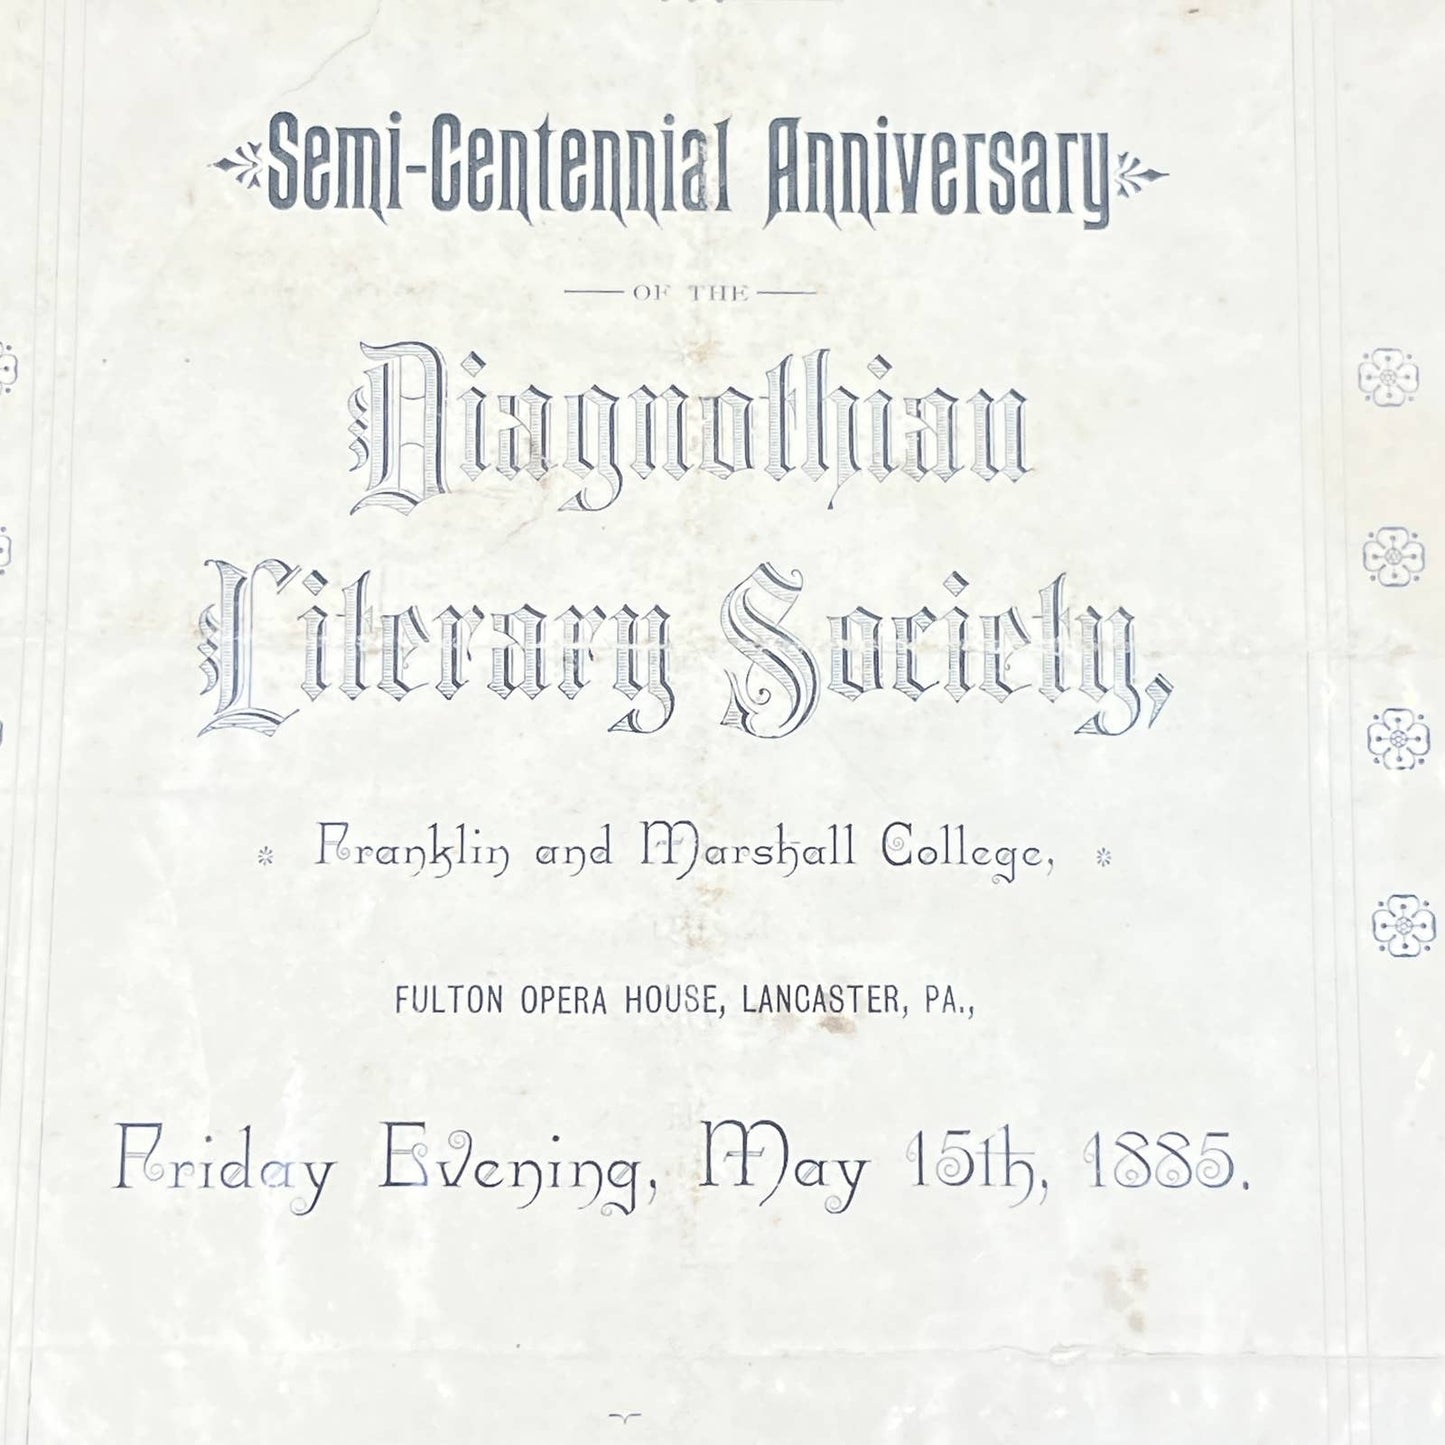 Semi-Centennial Anniversary
OF THE
Diagnothian
Literary Society,
Franklin and Marshall College,
FULTON OPERA HOUSE, LANCASTER, PA.,
Friday Evening, May 15th, 1885.